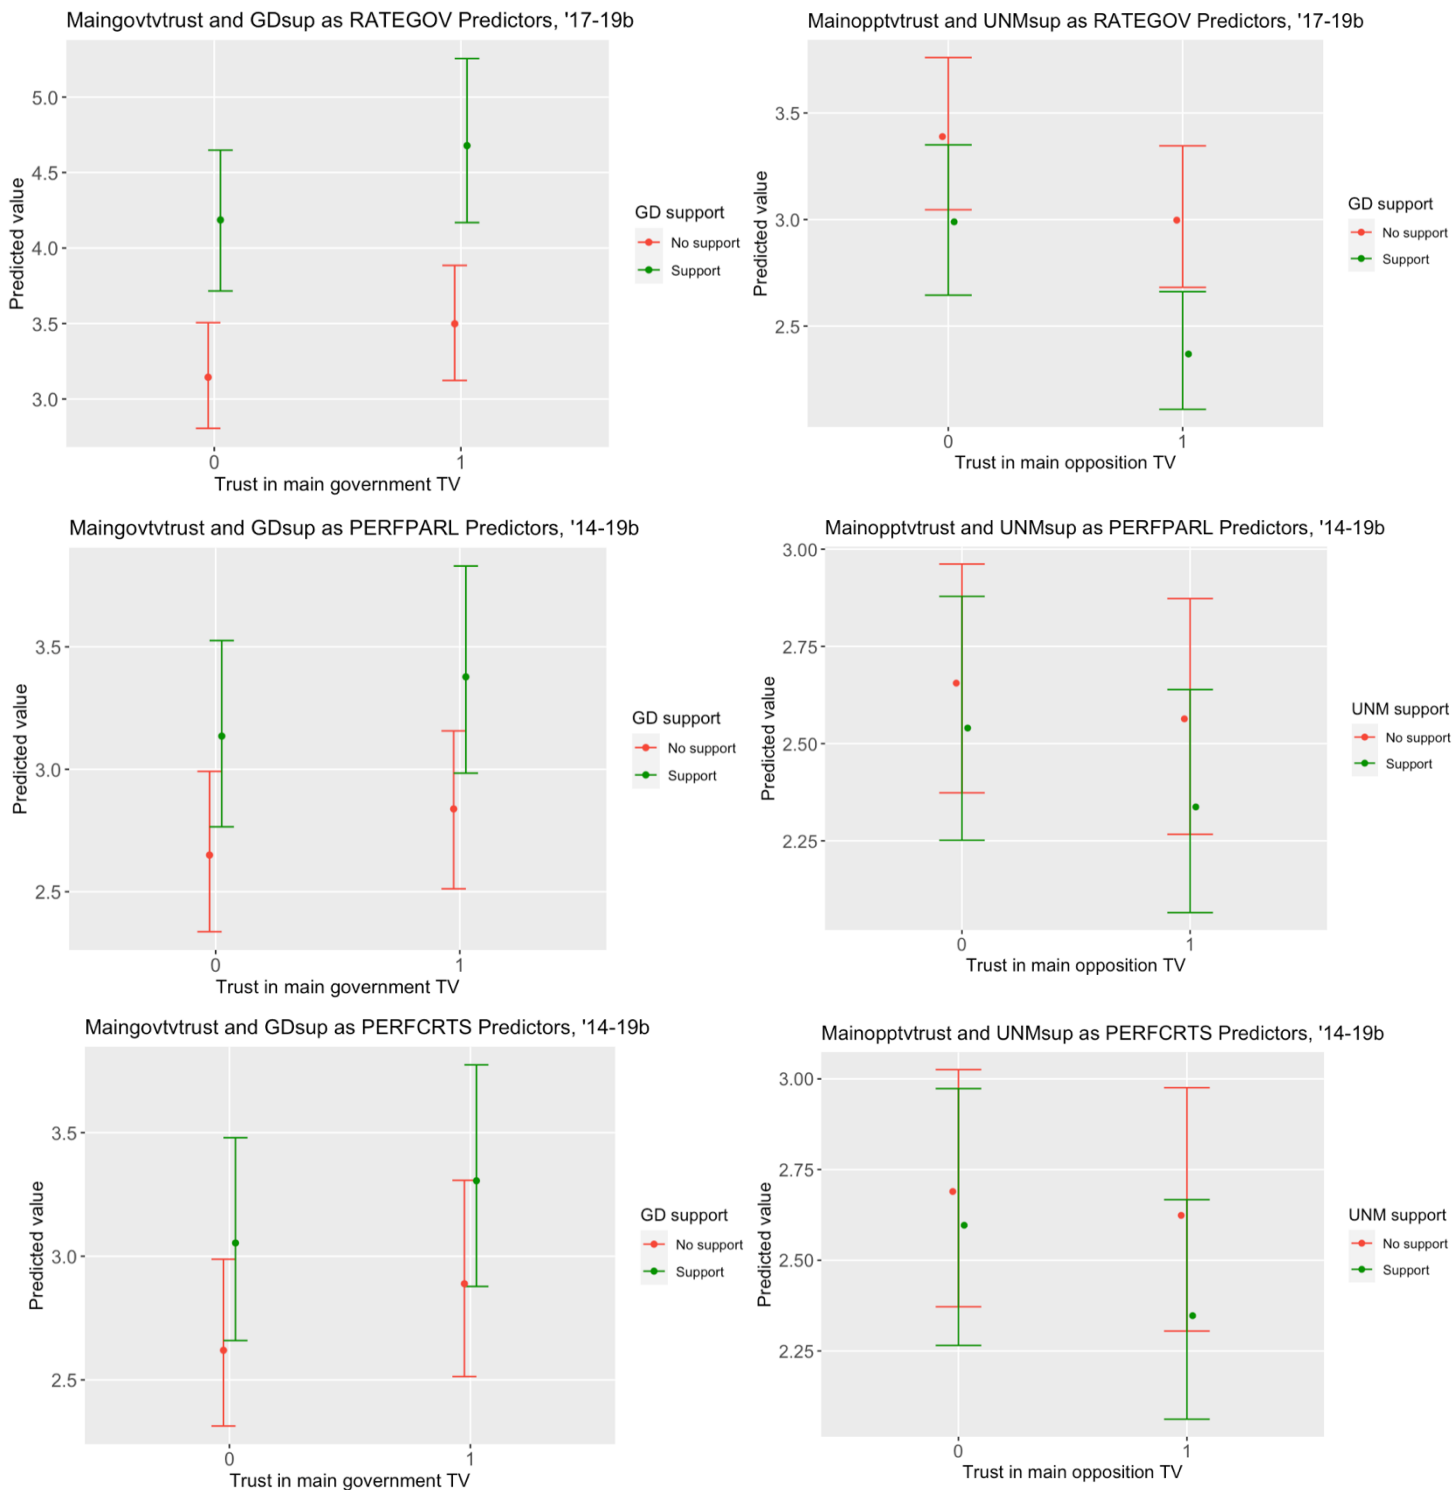 Maingovtvtrust and GDsup as RATEGOV Predictors, '17-19b
Predicted value
5.0
4.5
4.0
3.5
3.0
0
1
Trust in main government TV
GD support
No support
Support
Mainopptvtrust and UNMsup as RATEGOV Predictors, '17-19b
Predicted value
3.5
3.0
2.5
0
1
Trust in main opposition TV
GD support
No support
Support
Maingovtvtrust and GDsup as PERFPARL Predictors, '14-19b
Predicted value
3.5
3.0
2.5
0
1
Trust in main government TV
GD support
No support
Support
Mainopptvtrust and UNMsup as PERFPARL Predictors, '14-19b
Predicted value
3.00
2.75
2.50
2.25
0
1
Trust in main opposition TV
UNM support
No support
Support
Maingovtvtrust and GDsup as PERFCRTS Predictors, '14-19b
Predicted value
3.5
3.0
2.5
0
1
Trust in main government TV
GD support
No support
Support
Mainopptvtrust and UNMsup as PERFCRTS Predictors, '14-19b
Predicted value
3.00
2.75
2.50
2.25
0
1
Trust in main opposition TV
UNM support
No support
Support